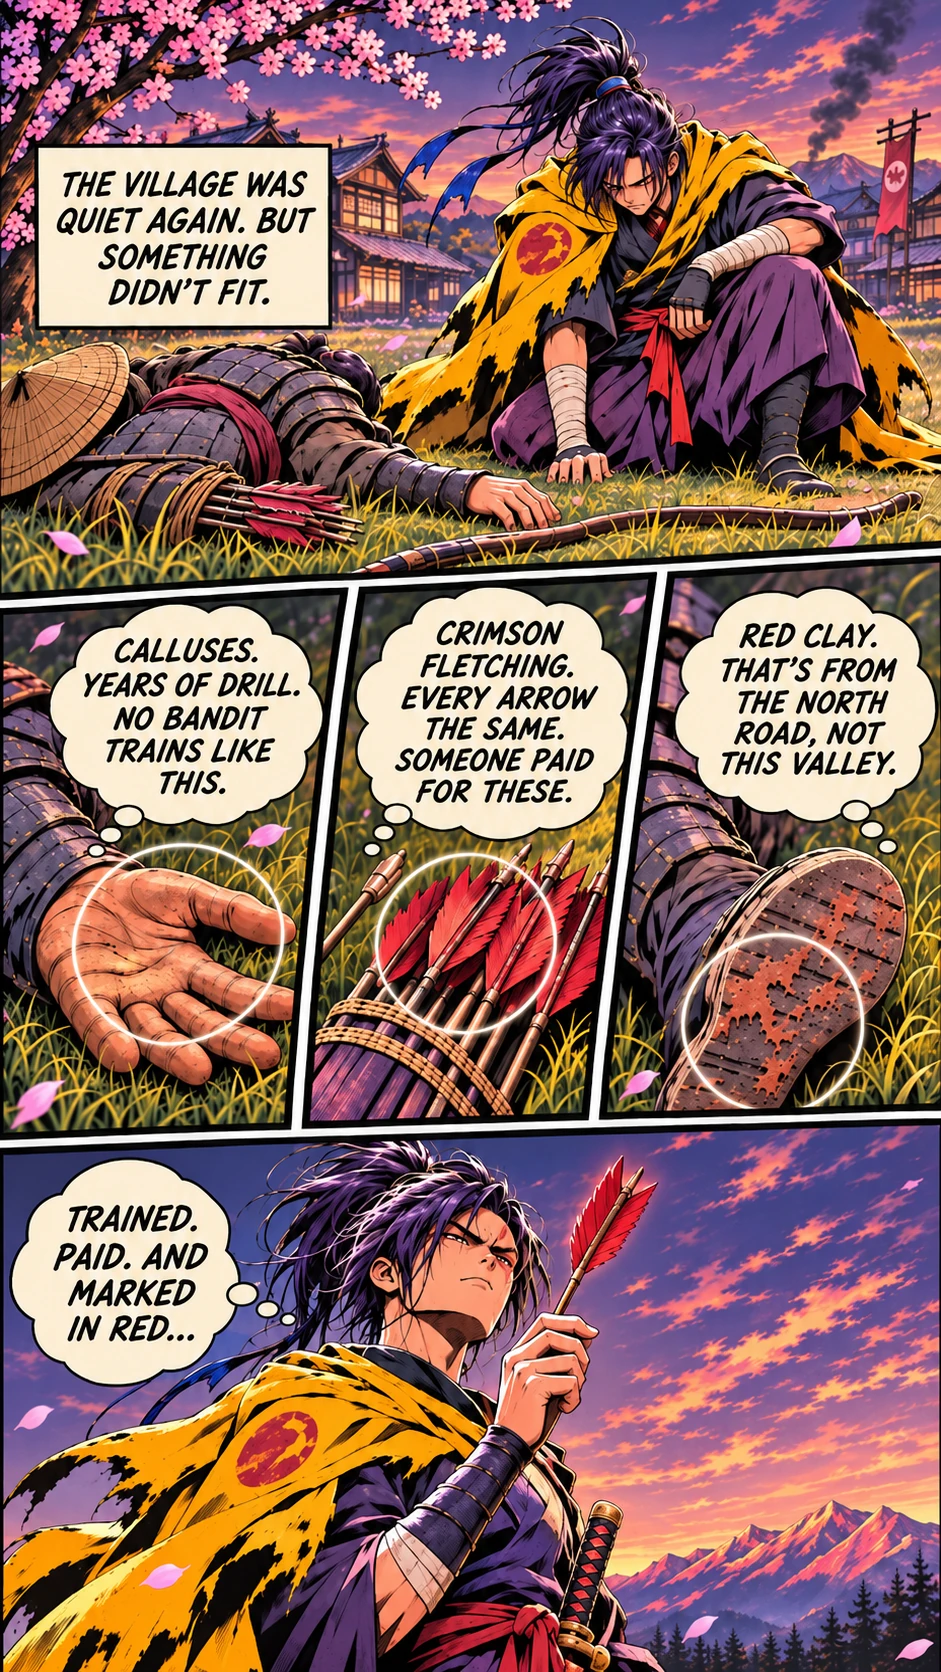 THE VILLAGE WAS
QUIET AGAIN. BUT
SOMETHING
DIDN'T FIT.
CALLUSES.
YEARS OF DRILL.
NO BANDIT
TRAINS LIKE
THIS.
CRIMSON
FLETCHING.
EVERY ARROW
THE SAME.
SOMEONE PAID
FOR THESE.
RED CLAY.
THAT'S FROM
THE NORTH
ROAD, NOT
THIS VALLEY.
TRAINED.
PAID. AND
MARKED
IN RED...